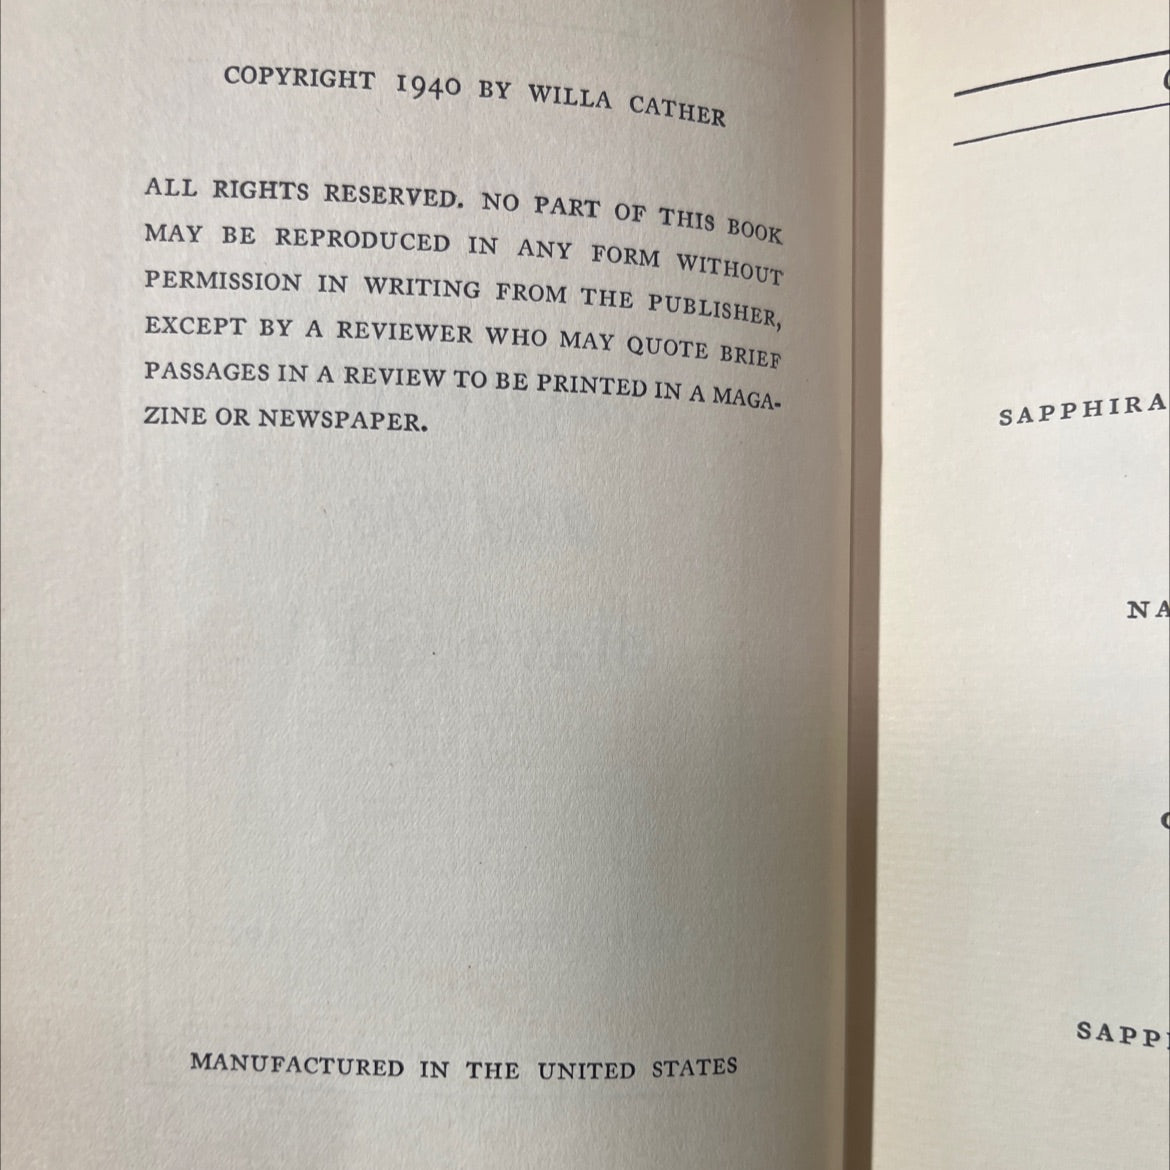 COPYRIGHT 1940 BY WILLA CATHER
ALL RIGHTS RESERVED. NO PART OF THIS BOOK
MAY BE REPRODUCED IN ANY FORM WITHOUT
PERMISSION IN WRITING FROM THE PUBLISHER,
EXCEPT BY A REVIEWER WHO MAY QUOTE BRIEF
PASSAGES IN A REVIEW TO BE PRINTED IN A MAGA-
ZINE OR NEWSPAPER.
MANUFACTURED IN THE UNITED STATES
SAPPHIRA
NA
SAPP